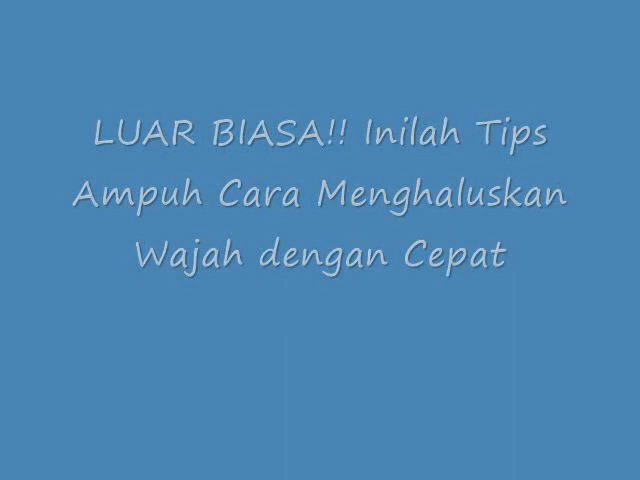 LUAR BIASA!! Inilah Tips
Ampuh Cara Menghaluskan
Wajah dengan Cepat